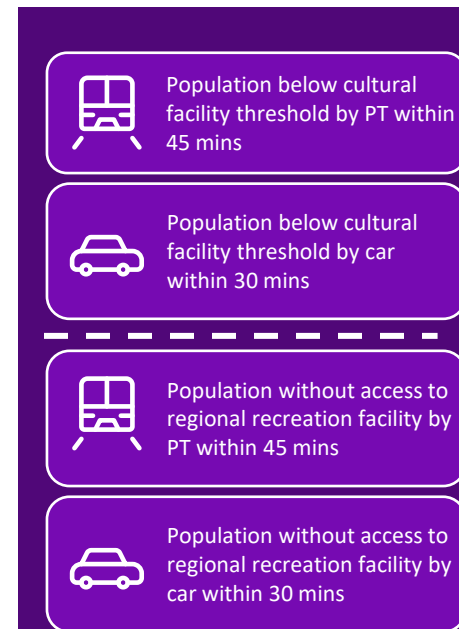 Population below cultural
facility threshold by PT within
45 mins
Population below cultural
facility threshold by car
within 30 mins
Population without access to
regional recreation facility by
PT within 45 mins
Population without access to
regional recreation facility by
car within 30 mins